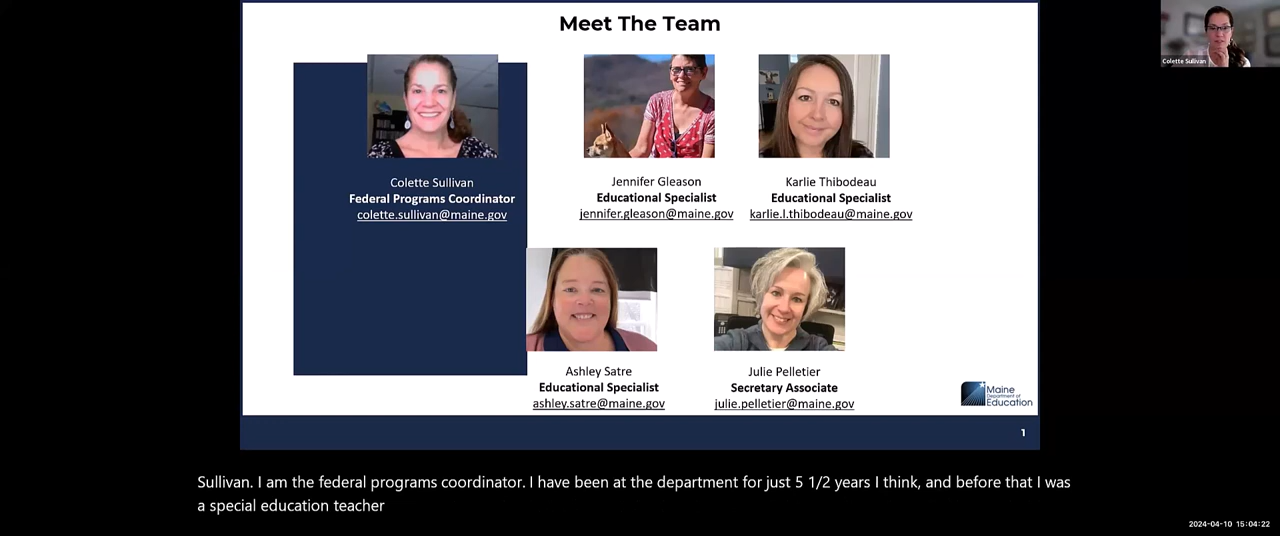 Meet The Team
Colette Sullivan
Colette Sullivan
Federal Programs Coordinator
colette.sullivan@maine.gov
Jennifer Gleason
Educational Specialist
jennifer.gleason@maine.gov
Karlie Thibodeau
Educational Specialist
karlie.l.thibodeau@maine.gov
Ashley Satre
Educational Specialist
ashley.satre@maine.gov
Julie Pelletier
Secretary Associate
julie.pelletier@maine.gov
Maine
Department of
Education
1
Sullivan. I am the federal programs coordinator. I have been at the department for just 5 1/2 years I think, and before that I was
a special education teacher
2024-04-10 15:04:22